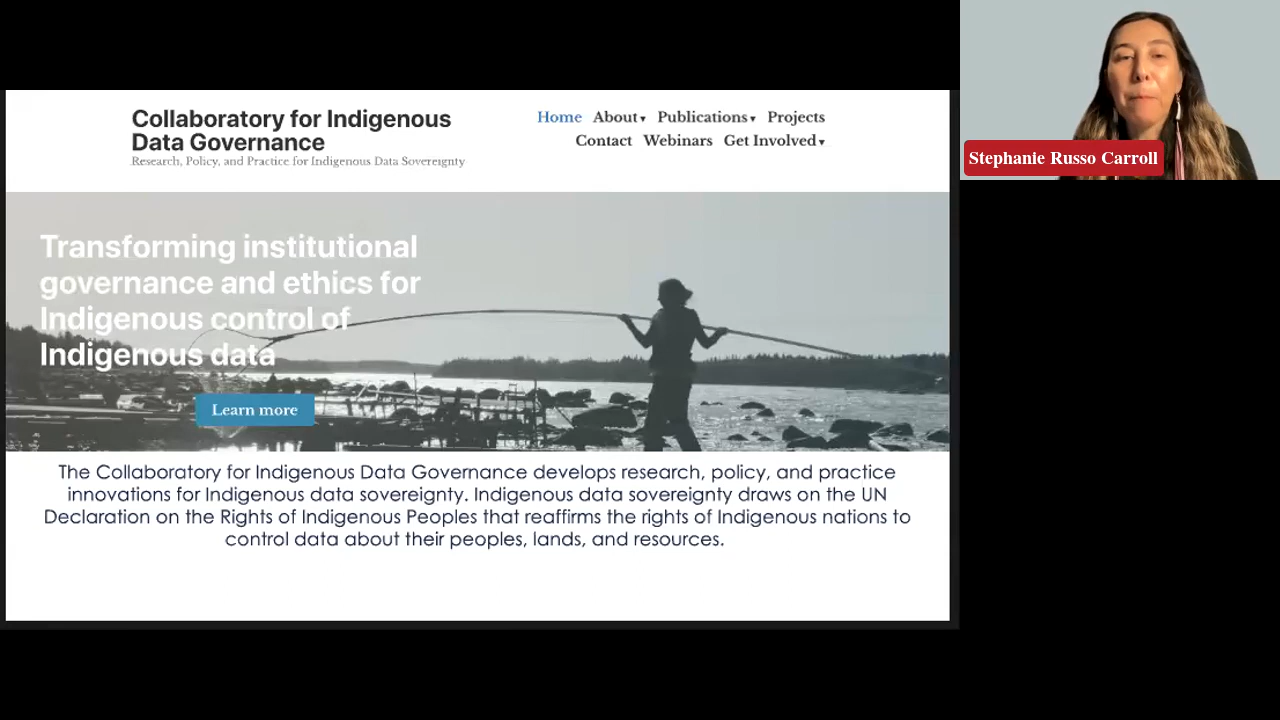 Collaboratory for Indigenous
Data Governance
Research, Policy, and Practice for Indigenous Data Sovereignty
Home About▾ Publications▾ Projects
Contact Webinars Get Involved▾
Stephanie Russo Carroll
Transforming institutional
governance and ethics for
Indigenous control of
Indigenous data
Learn more
The Collaboratory for Indigenous Data Governance develops research, policy, and practice
innovations for Indigenous data sovereignty. Indigenous data sovereignty draws on the UN
Declaration on the Rights of Indigenous Peoples that reaffirms the rights of Indigenous nations to
control data about their peoples, lands, and resources.